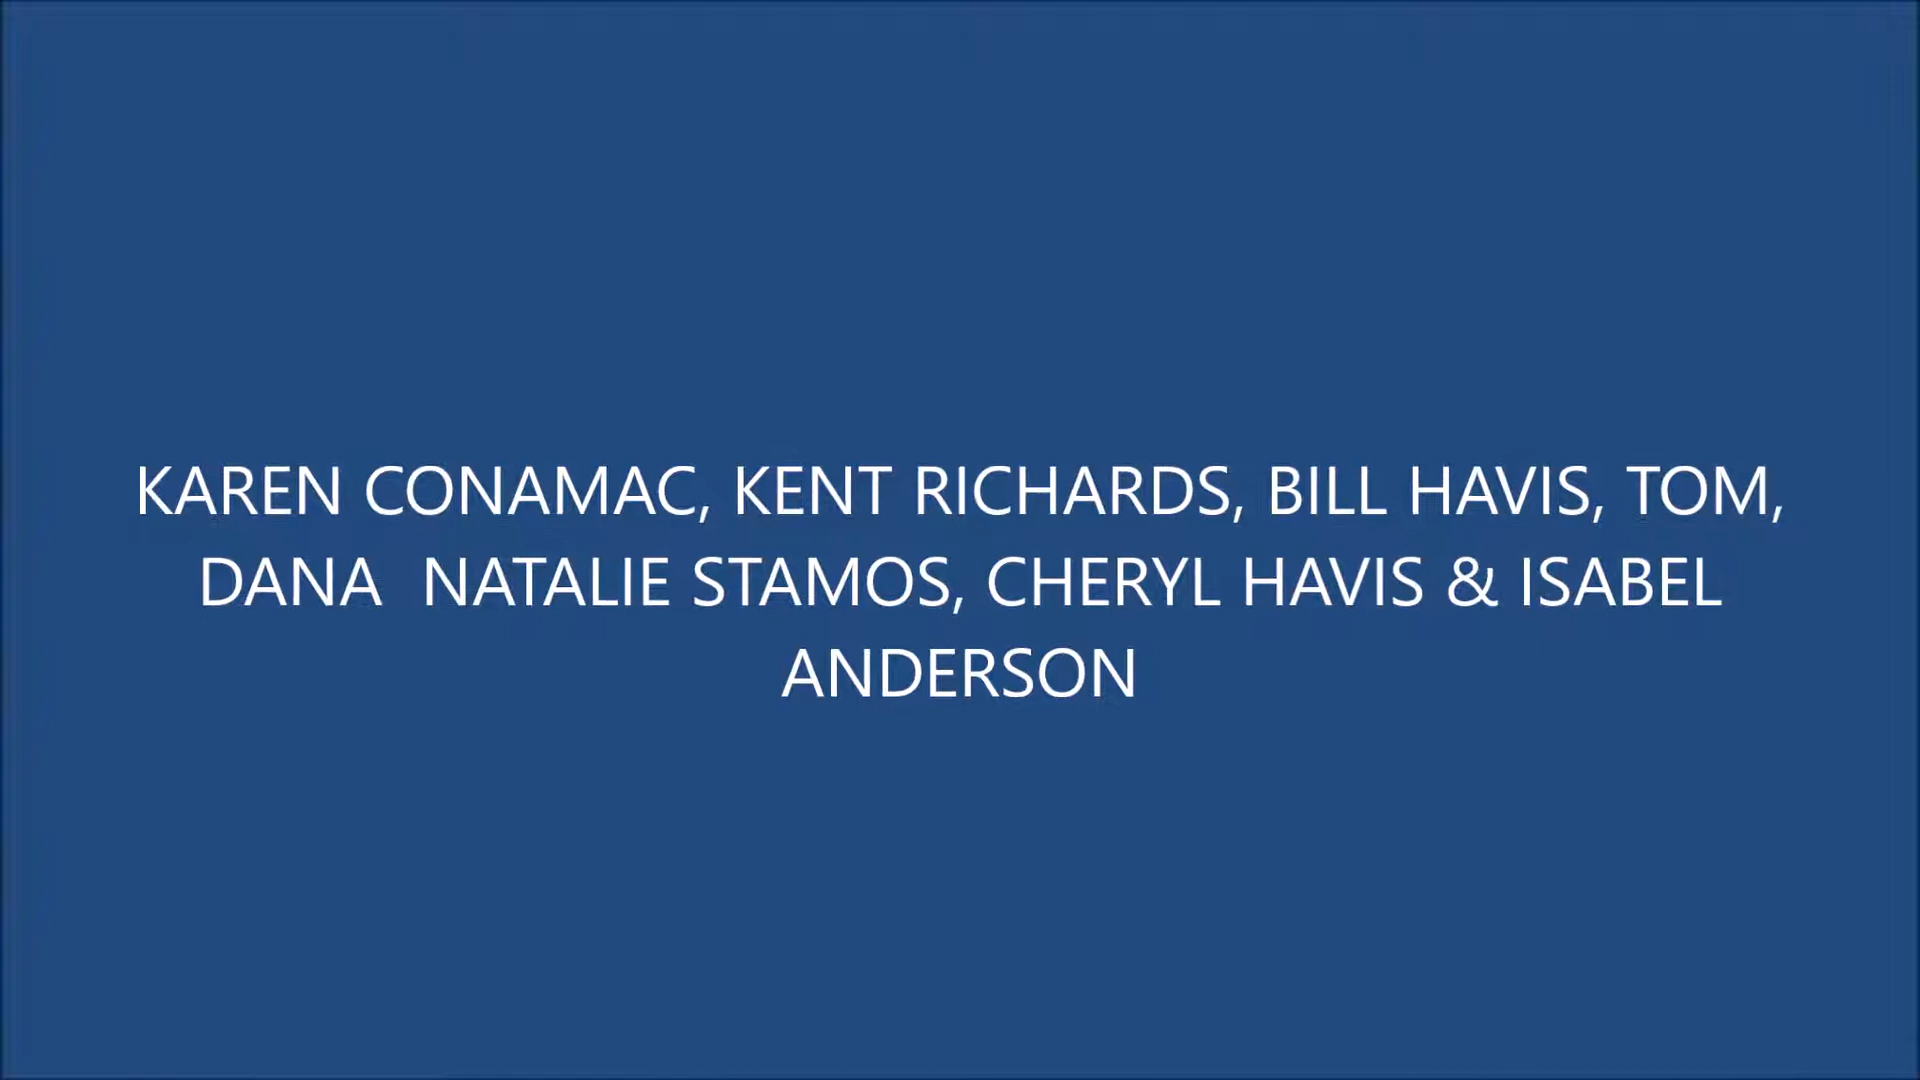 KAREN CONAMAC, KENT RICHARDS, BILL HAVIS, TOM,
DANA  NATALIE STAMOS, CHERYL HAVIS & ISABEL
ANDERSON